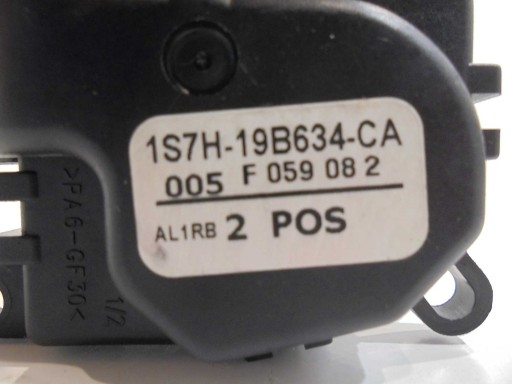 1S7H-19B634-CA
005 F 059 08 2
AL1RB 2 POS
>PA6-GF30<
1/2